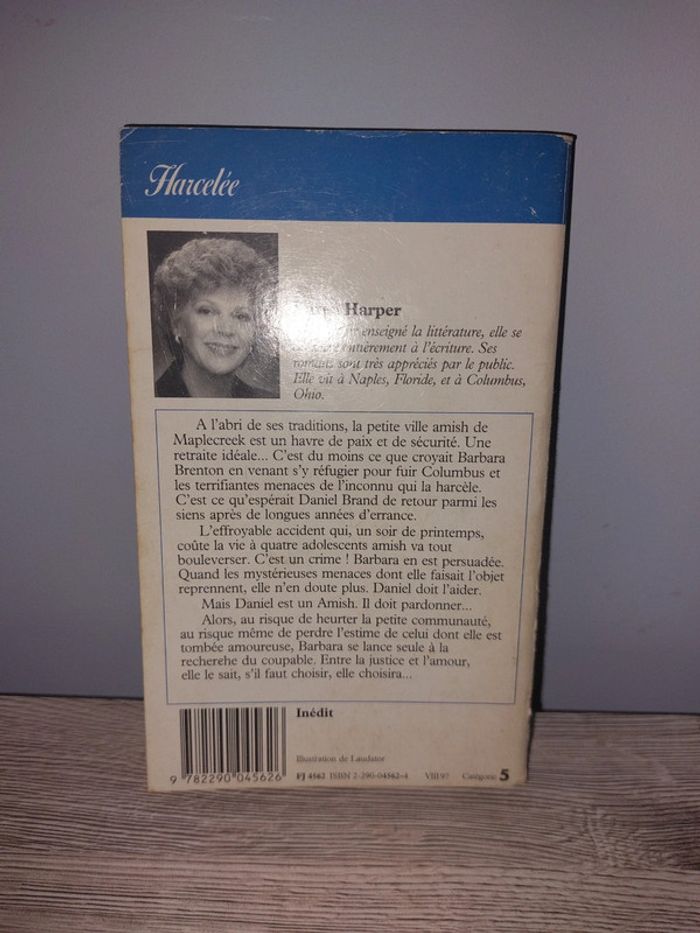 Harcelée
Harper
enseigné la littérature, elle se
entièrement à l'écriture. Ses
romans sont très appréciés par le public.
Elle vit à Naples, Floride, et à Columbus,
Ohio.
A l'abri de ses traditions, la petite ville amish de
Maplecreek est un havre de paix et de sécurité. Une
retraite idéale... C'est du moins ce que croyait Barbara
Brenton en venant s'y réfugier pour fuir Columbus et
les terrifiantes menaces de l'inconnu qui la harcèle.
C'est ce qu'espérait Daniel Brand de retour parmi les
siens après de longues années d'errance.
L'effroyable accident qui, un soir de printemps,
coûte la vie à quatre adolescents amish va tout
bouleverser. C'est un crime ! Barbara en est persuadée.
Quand les mystérieuses menaces dont elle faisait l'objet
reprennent, elle n'en doute plus. Daniel doit l'aider.
Mais Daniel est un Amish. Il doit pardonner...
Alors, au risque de heurter la petite communauté,
au risque même de perdre l'estime de celui dont elle est
tombée amoureuse, Barbara se lance seule à la
recherche du coupable. Entre la justice et l'amour,
elle le sait, s'il faut choisir, elle choisira...
Inédit
Illustration de Laudator
9 782290 045626
FJ 4562 ISBN 2-290-04562-4 VIII 97 Catégorie 5